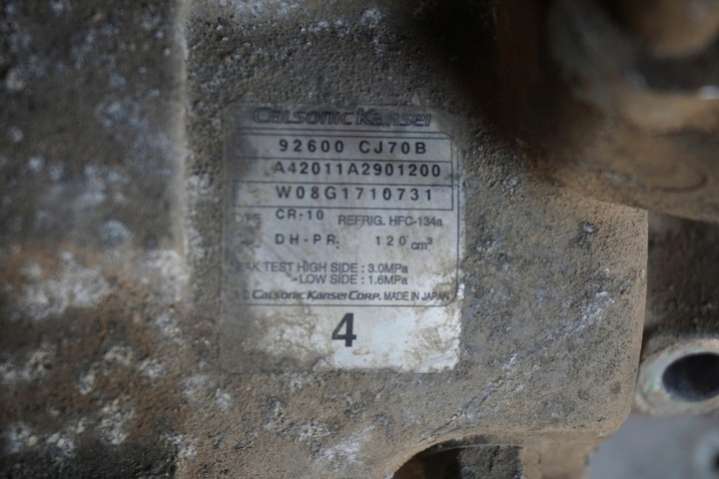 Calsonic Kansei
92600 CJ70B
A42011A2901200
W08G1710731
CR-10 REFRIG. HFC-134a
DH-PR 120 cm³
TEST HIGH SIDE : 3.0MPa
LOW SIDE : 1.6MPa
Calsonic Kansei CORP. MADE IN JAPAN
4